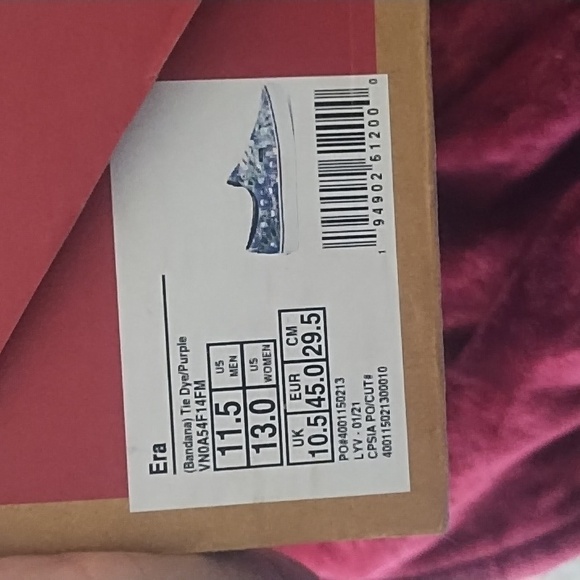 Era
(Bandana) Tie Dye/Purple
VN0A54F14FM
11.5 US MEN
13.0 US WOMEN
UK EUR CM
10.5 45.0 29.5
PO#4001150213
LYV - 01/21
CPSIA PO/CUT#
400115021300010
1 94902 61200 0